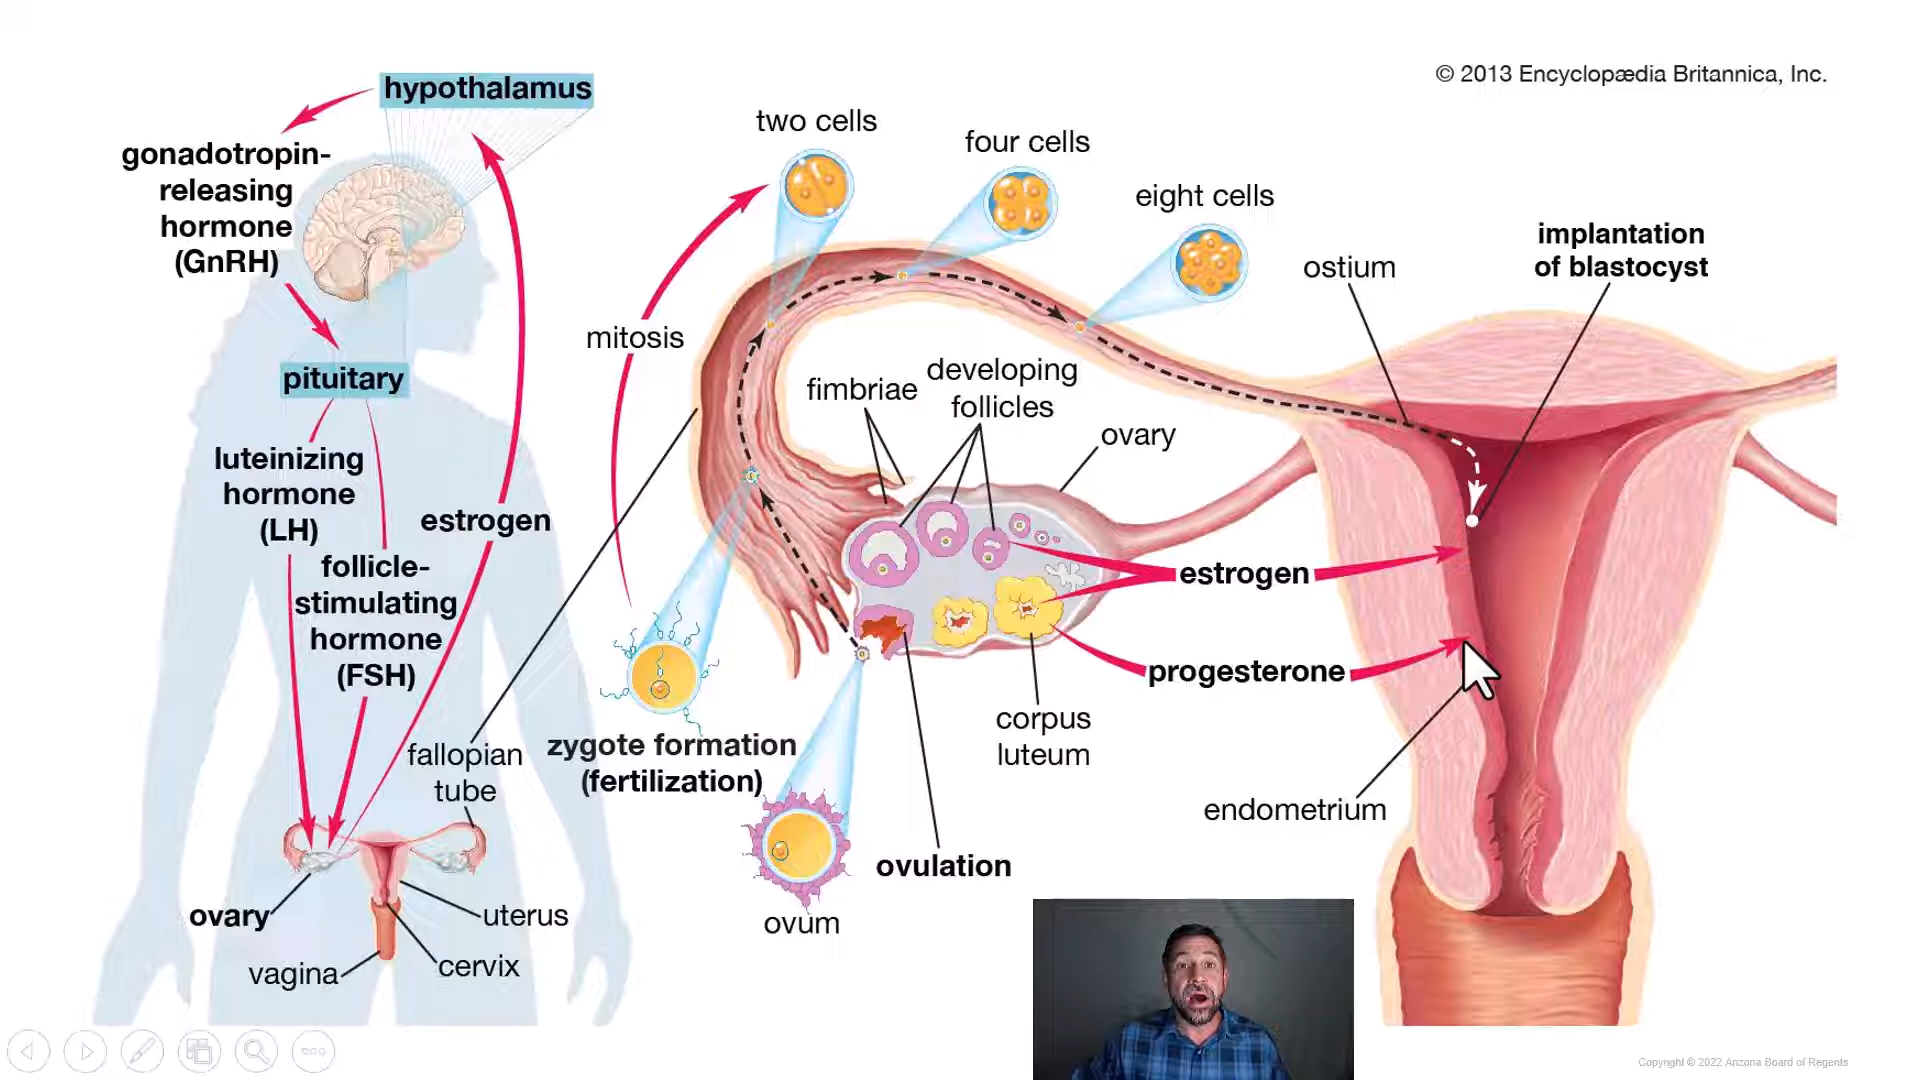 © 2013 Encyclopædia Britannica, Inc.
hypothalamus
gonadotropin-
releasing
hormone
(GnRH)
pituitary
luteinizing
hormone
(LH)
estrogen
follicle-
stimulating
hormone
(FSH)
fallopian
tube
ovary
uterus
vagina
cervix
two cells
four cells
eight cells
mitosis
fimbriae
developing
follicles
ovary
ostium
implantation
of blastocyst
estrogen
progesterone
corpus
luteum
zygote formation
(fertilization)
endometrium
ovulation
ovum
Copyright © 2022 Arizona Board of Regents